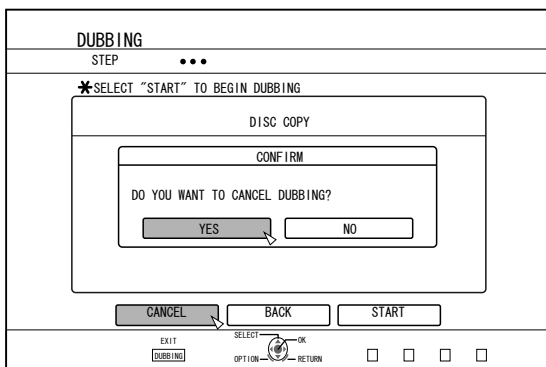 DUBBING
STEP •••
*SELECT "START" TO BEGIN DUBBING
DISC COPY
CONFIRM
DO YOU WANT TO CANCEL DUBBING?
YES NO
CANCEL BACK START
EXIT
DUBBING
SELECT OK
OPTION RETURN